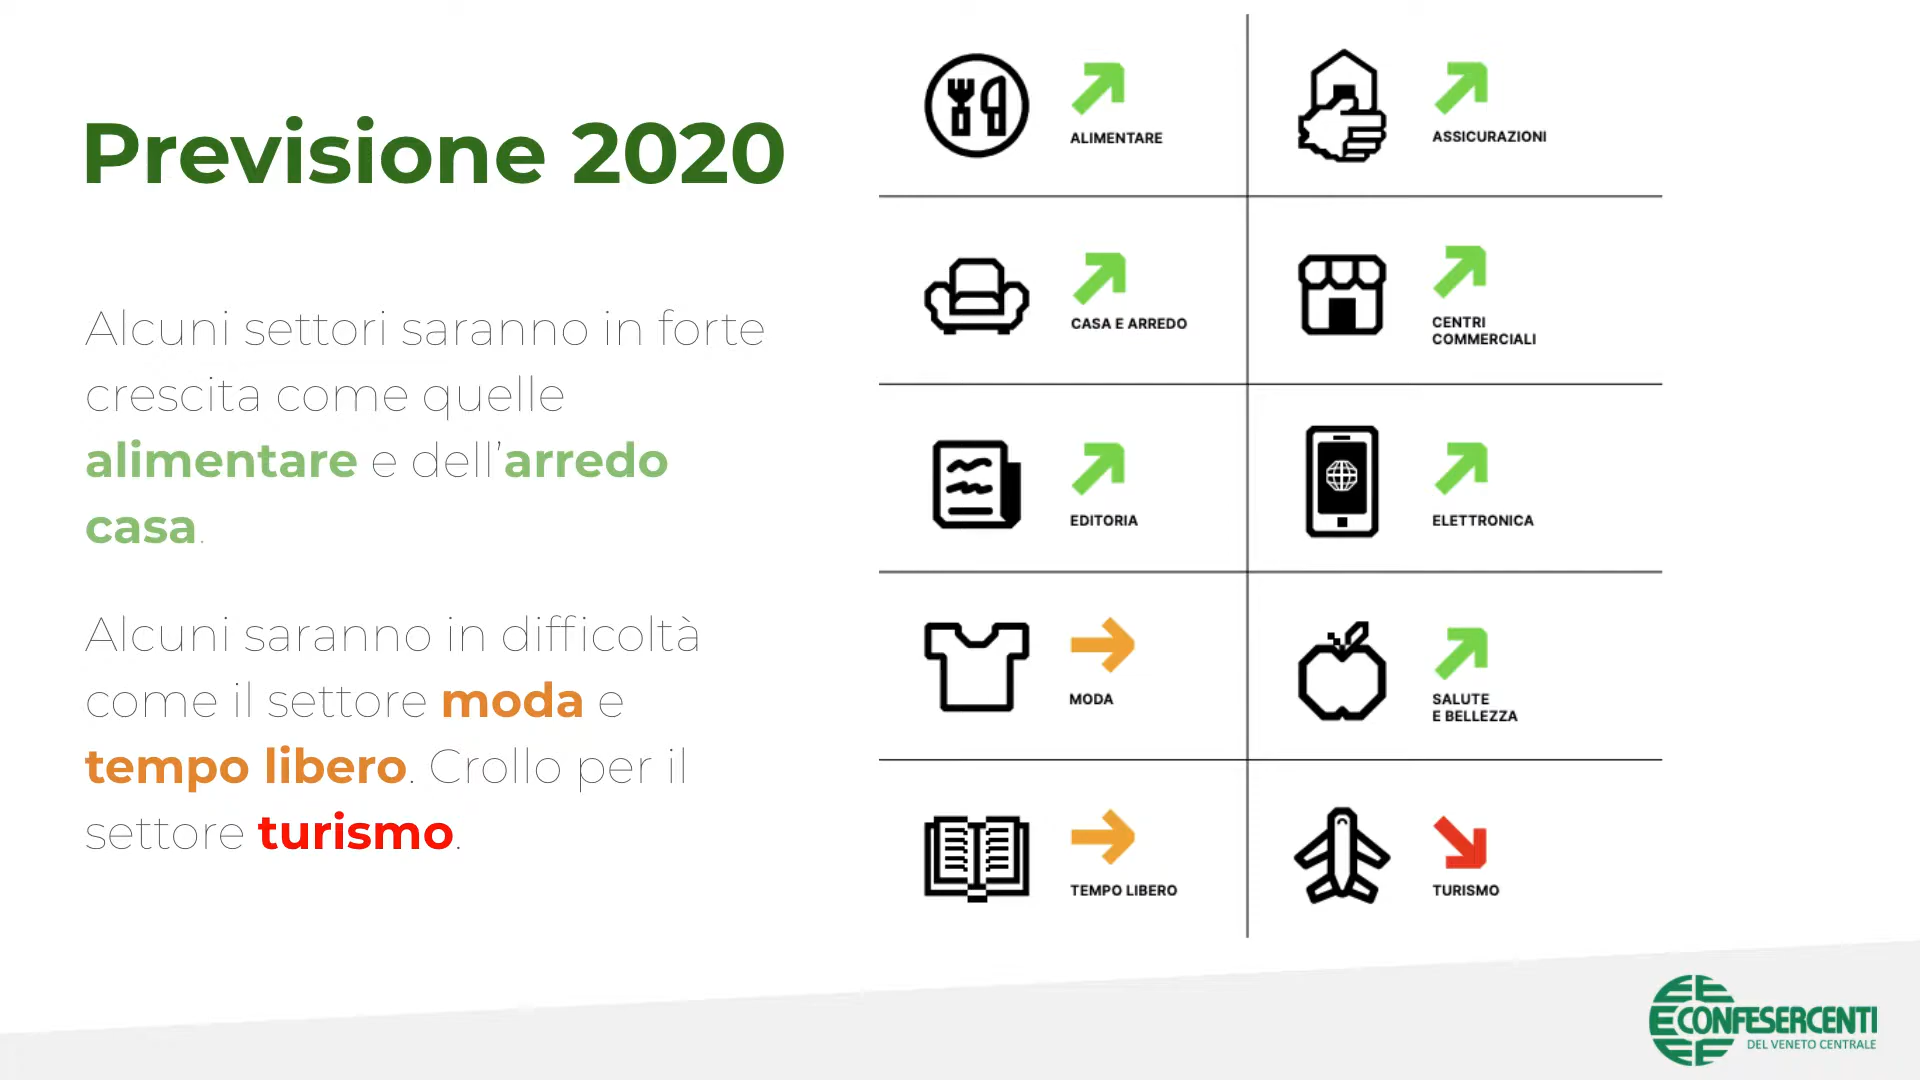 Previsione 2020
Alcuni settori saranno in forte
crescita come quelle
alimentare e dell'arredo
casa.
Alcuni saranno in difficoltà
come il settore moda e
tempo libero. Crollo per il
settore turismo.
ALIMENTARE
ASSICURAZIONI
CASA E ARREDO
CENTRI
COMMERCIALI
EDITORIA
ELETTRONICA
MODA
SALUTE
E BELLEZZA
TEMPO LIBERO
TURISMO
CONFESERCENTI
DEL VENETO CENTRALE